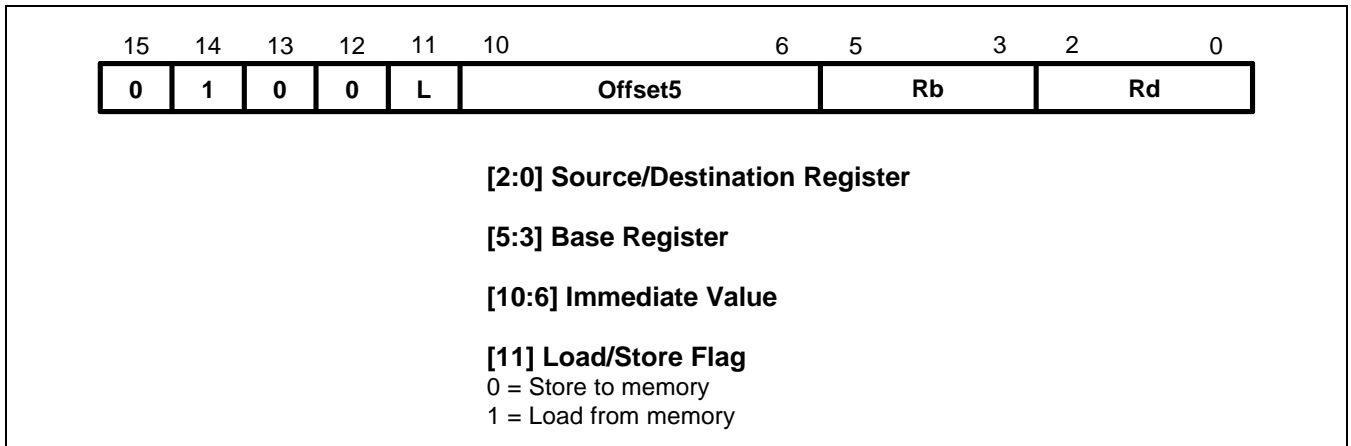 15 14 13 12 11 10 6 5 3 2 0
0 1 0 0 L Offset5 Rb Rd
[2:0] Source/Destination Register
[5:3] Base Register
[10:6] Immediate Value
[11] Load/Store Flag
0 = Store to memory
1 = Load from memory